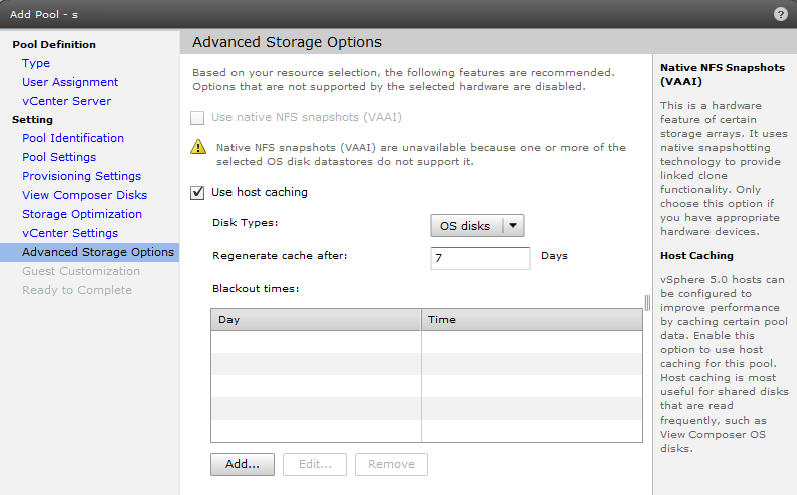 Add Pool - s
?
Pool Definition
Type
User Assignment
vCenter Server
Setting
Pool Identification
Pool Settings
Provisioning Settings
View Composer Disks
Storage Optimization
vCenter Settings
Advanced Storage Options
Guest Customization
Ready to Complete
Advanced Storage Options
Based on your resource selection, the following features are recommended.
Options that are not supported by the selected hardware are disabled.
Use native NFS snapshots (VAAI)
Native NFS snapshots (VAAI) are unavailable because one or more of the
selected OS disk datastores do not support it.
Use host caching
Disk Types:
OS disks
Regenerate cache after:
7
Days
Blackout times:
Day
Time
Add...
Edit...
Remove
Native NFS Snapshots
(VAAI)
This is a hardware
feature of certain
storage arrays. It uses
native snapshotting
technology to provide
linked clone
functionality. Only
choose this option if
you have appropriate
hardware devices.
Host Caching
vSphere 5.0 hosts can
be configured to
improve performance
by caching certain pool
data. Enable this
option to use host
caching for this pool.
Host caching is most
useful for shared disks
that are read
frequently, such as
View Composer OS
disks.